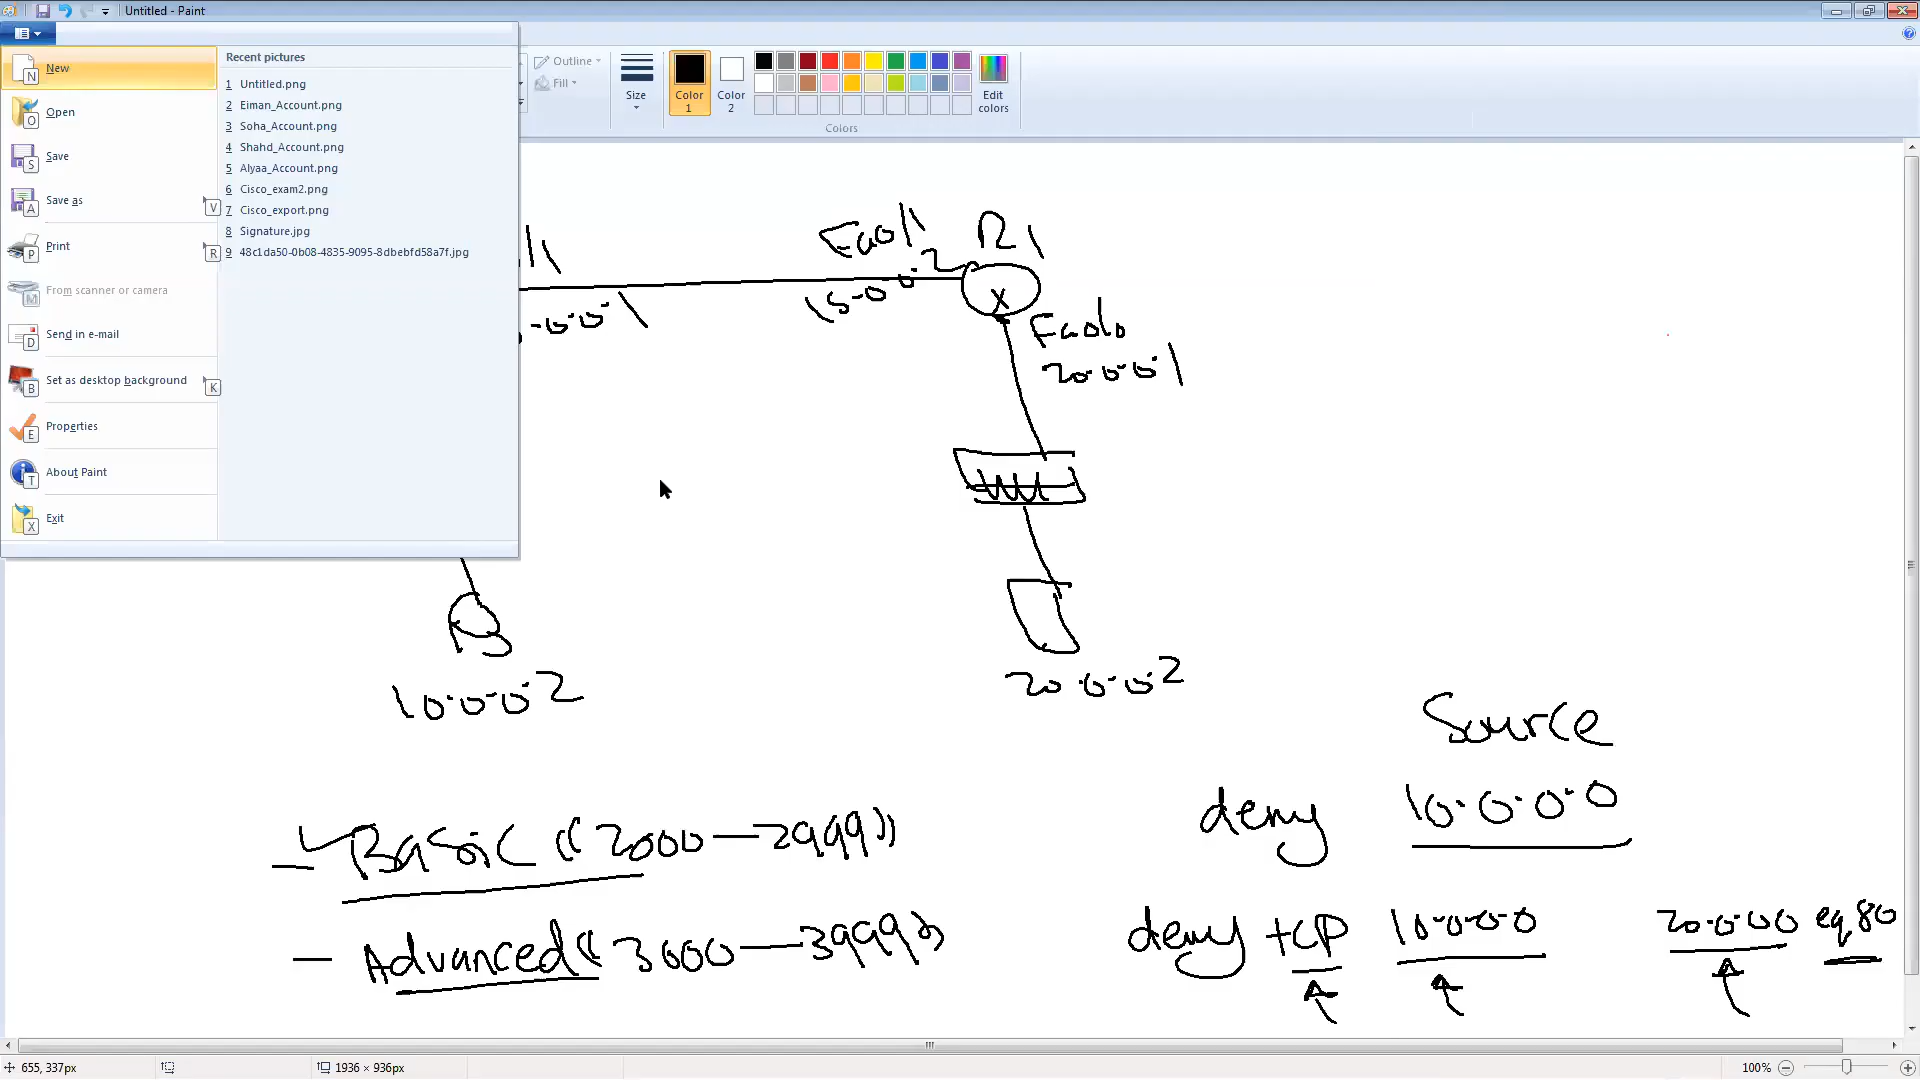 Untitled - Paint
New
Open
Save
Save as
Print
From scanner or camera
Send in e-mail
Set as desktop background
Properties
About Paint
Exit
N
O
S
A
V
P
R
M
D
B
K
E
T
X
Recent pictures
1 Untitled.png
2 Eiman_Account.png
3 Soha_Account.png
4 Shahd_Account.png
5 Alyaa_Account.png
6 Cisco_exam2.png
7 Cisco_export.png
8 Signature.jpg
9 48c1da50-0b08-4835-9095-8dbebfd58a7f.jpg
Outline
Fill
Size
Color 1
Color 2
Edit colors
Colors
R1
15.0.0.2
X
20.0.0.1
10.0.0.2
20.0.0.2
Source
deny 10.0.0.0
Basic ((2000—2999))
Advanced((3000—3999))
deny tcp 10.0.0.0 20.0.0.0 eq 80
655, 337px
1936 × 936px
100%